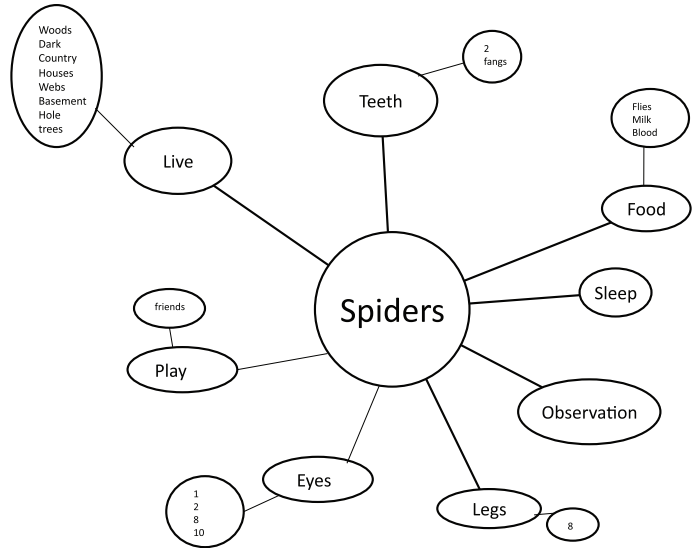 Woods
Dark
Country
Houses
Webs
Basement
Hole
trees
Live
Teeth
2
fangs
Flies
Milk
Blood
Food
Sleep
Spiders
friends
Play
Observation
Eyes
1
2
8
10
Legs
8